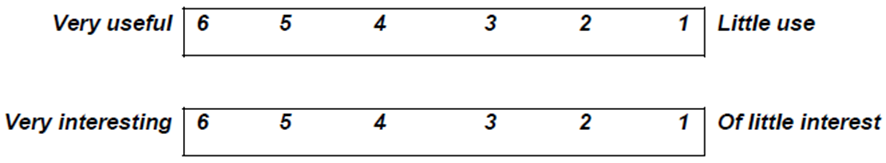 Very useful 6 5 4 3 2 1 Little use
Very interesting 6 5 4 3 2 1 Of little interest